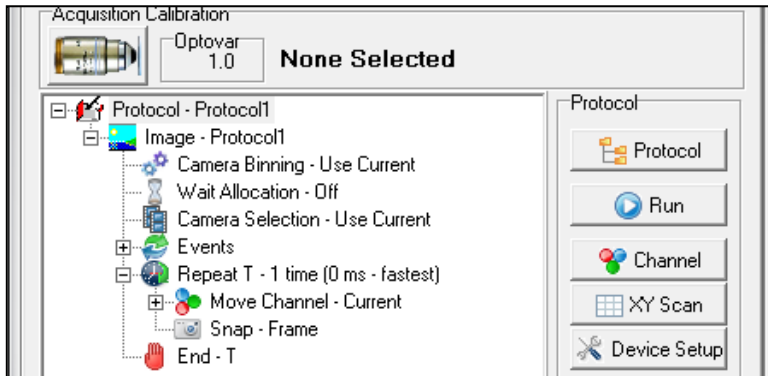 Acquisition Calibration
Optovar
1.0
None Selected
Protocol - Protocol1
Image - Protocol1
Camera Binning - Use Current
Wait Allocation - Off
Camera Selection - Use Current
Events
Repeat T - 1 time (0 ms - fastest)
Move Channel - Current
Snap - Frame
End - T
Protocol
Protocol
Run
Channel
XY Scan
Device Setup